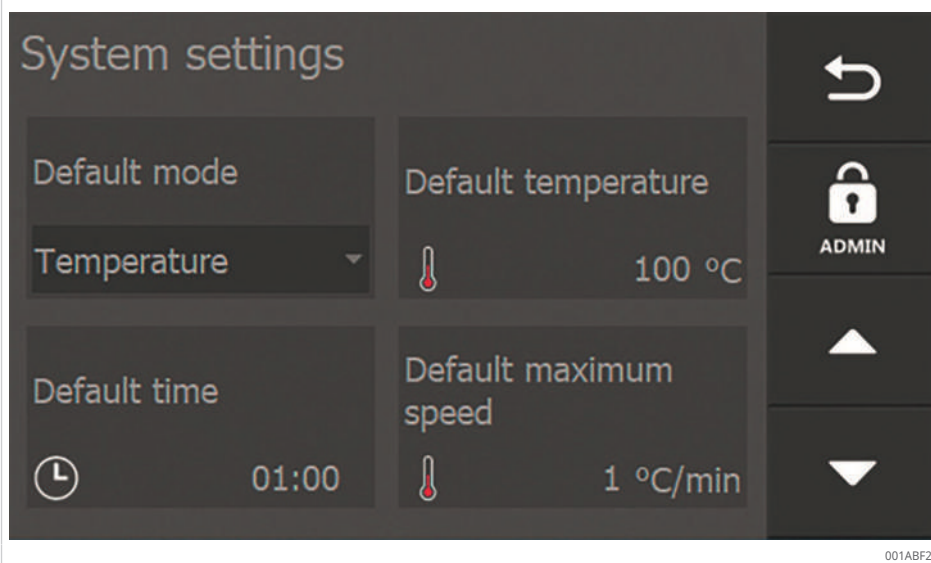 System settings
Default mode
Temperature
Default temperature
100 °C
Default time
01:00
Default maximum
speed
1 °C/min
ADMIN
001ABF2